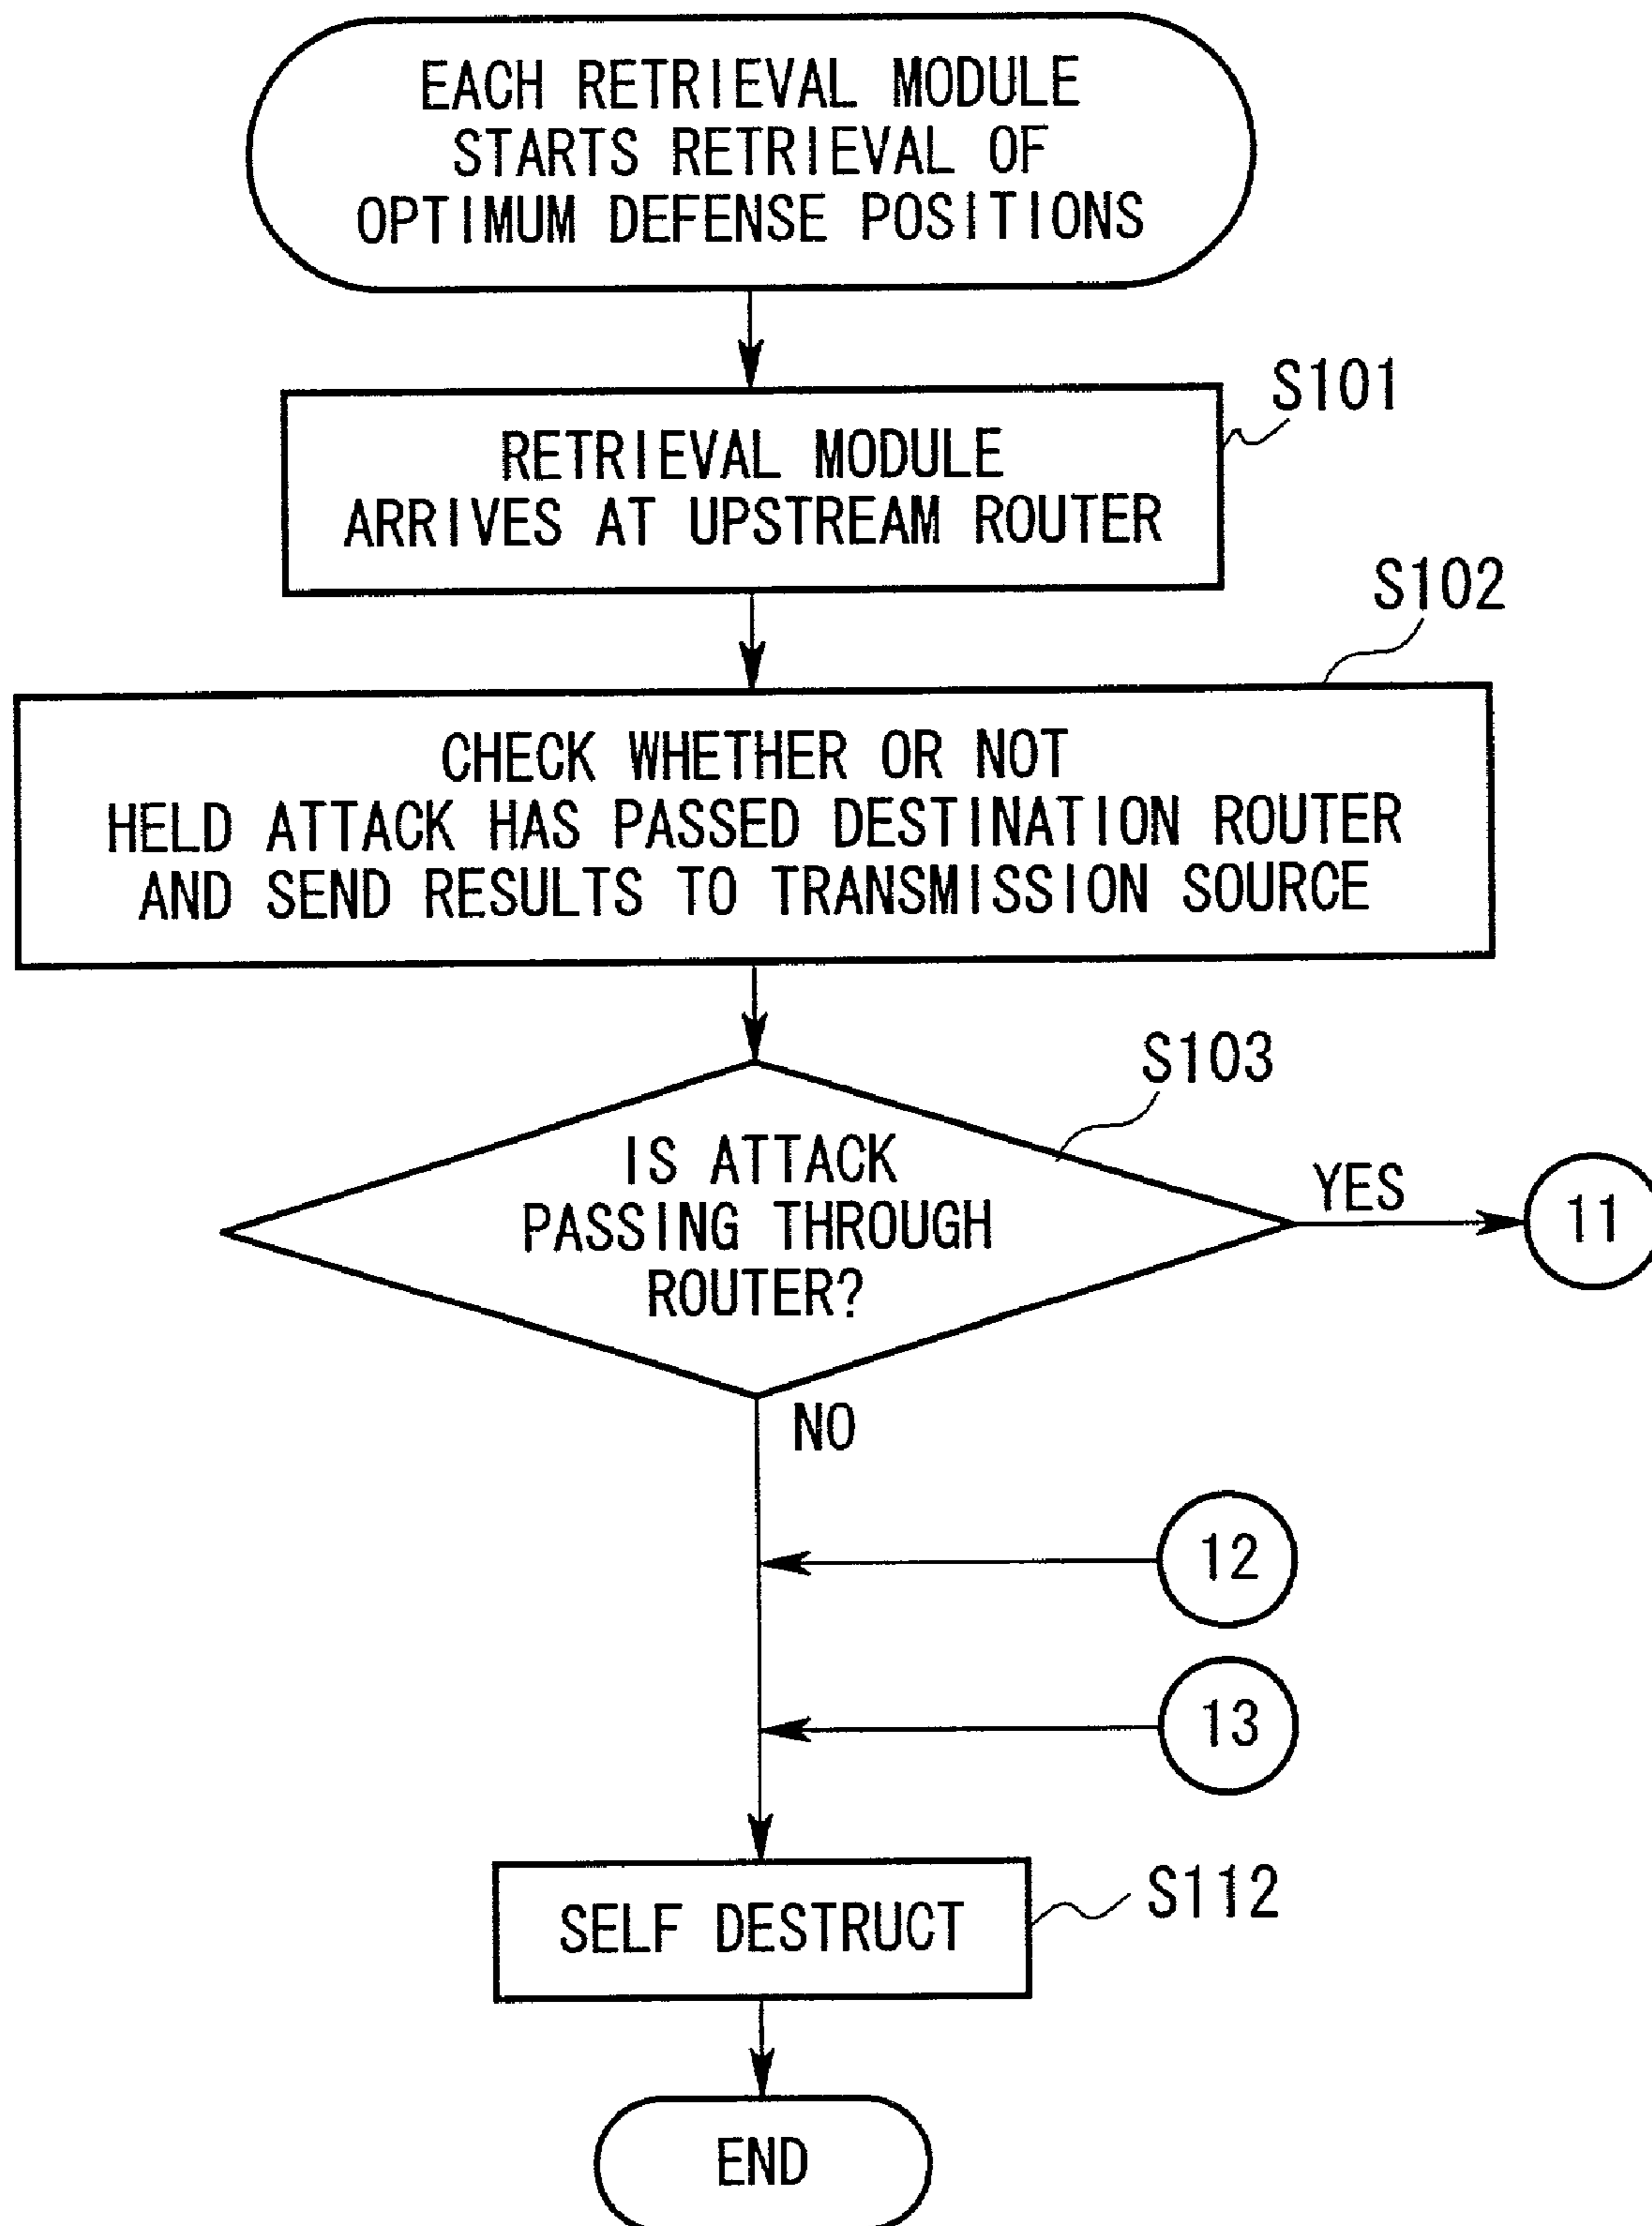 EACH RETRIEVAL MODULE
STARTS RETRIEVAL OF
OPTIMUM DEFENSE POSITIONS
S101
RETRIEVAL MODULE
ARRIVES AT UPSTREAM ROUTER
S102
CHECK WHETHER OR NOT
HELD ATTACK HAS PASSED DESTINATION ROUTER
AND SEND RESULTS TO TRANSMISSION SOURCE
S103
IS ATTACK
PASSING THROUGH
ROUTER?
YES
11
NO
12
13
SELF DESTRUCT
S112
END